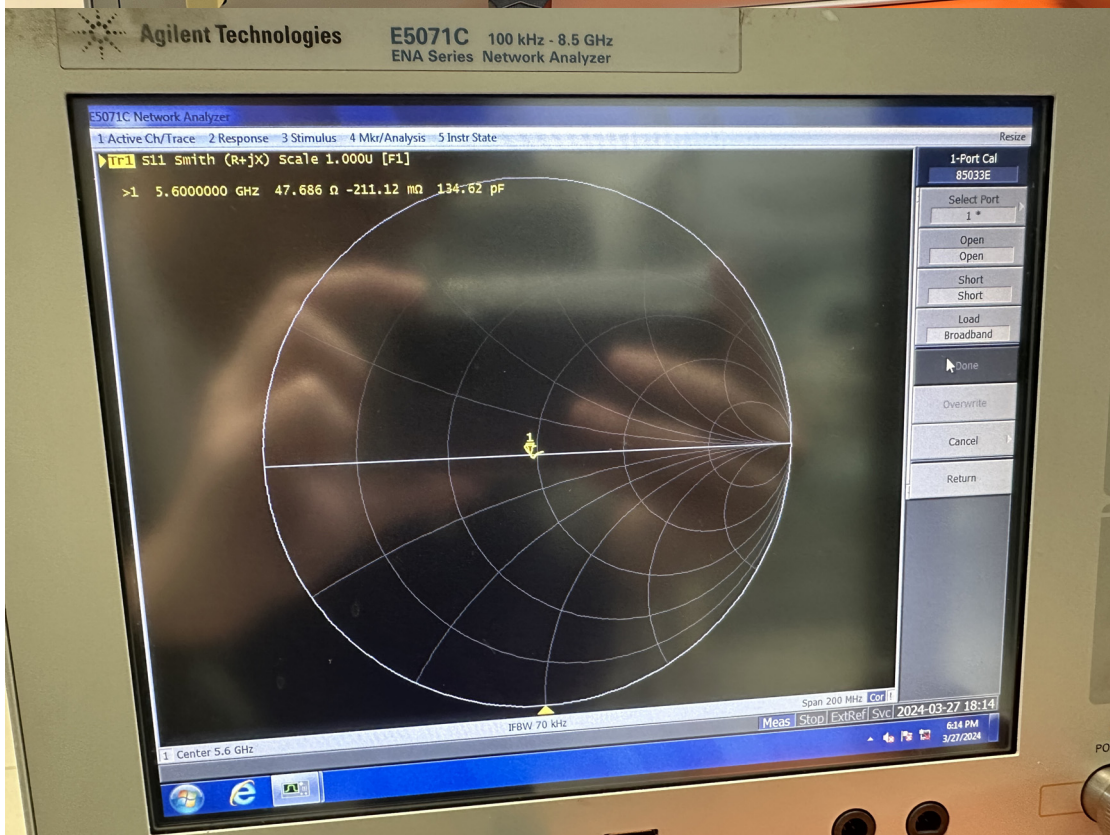 Agilent Technologies E5071C 100 kHz - 8.5 GHz
ENA Series Network Analyzer
E5071C Network Analyzer
1 Active Ch/Trace 2 Response 3 Stimulus 4 Mkr/Analysis 5 Instr State
Resize
▶Tr1 S11 Smith (R+jX) Scale 1.000U [F1]
>1 5.6000000 GHz 47.686 Ω -211.12 mΩ 134.62 pF
1
1-Port Cal
85033E
Select Port
1 *
Open
Open
Short
Short
Load
Broadband
Done
Overwrite
Cancel
Return
1 Center 5.6 GHz
IFBW 70 kHz
Span 200 MHz Cor !
Meas Stop ExtRef Svc 2024-03-27 18:14
6:14 PM
3/27/2024
PO